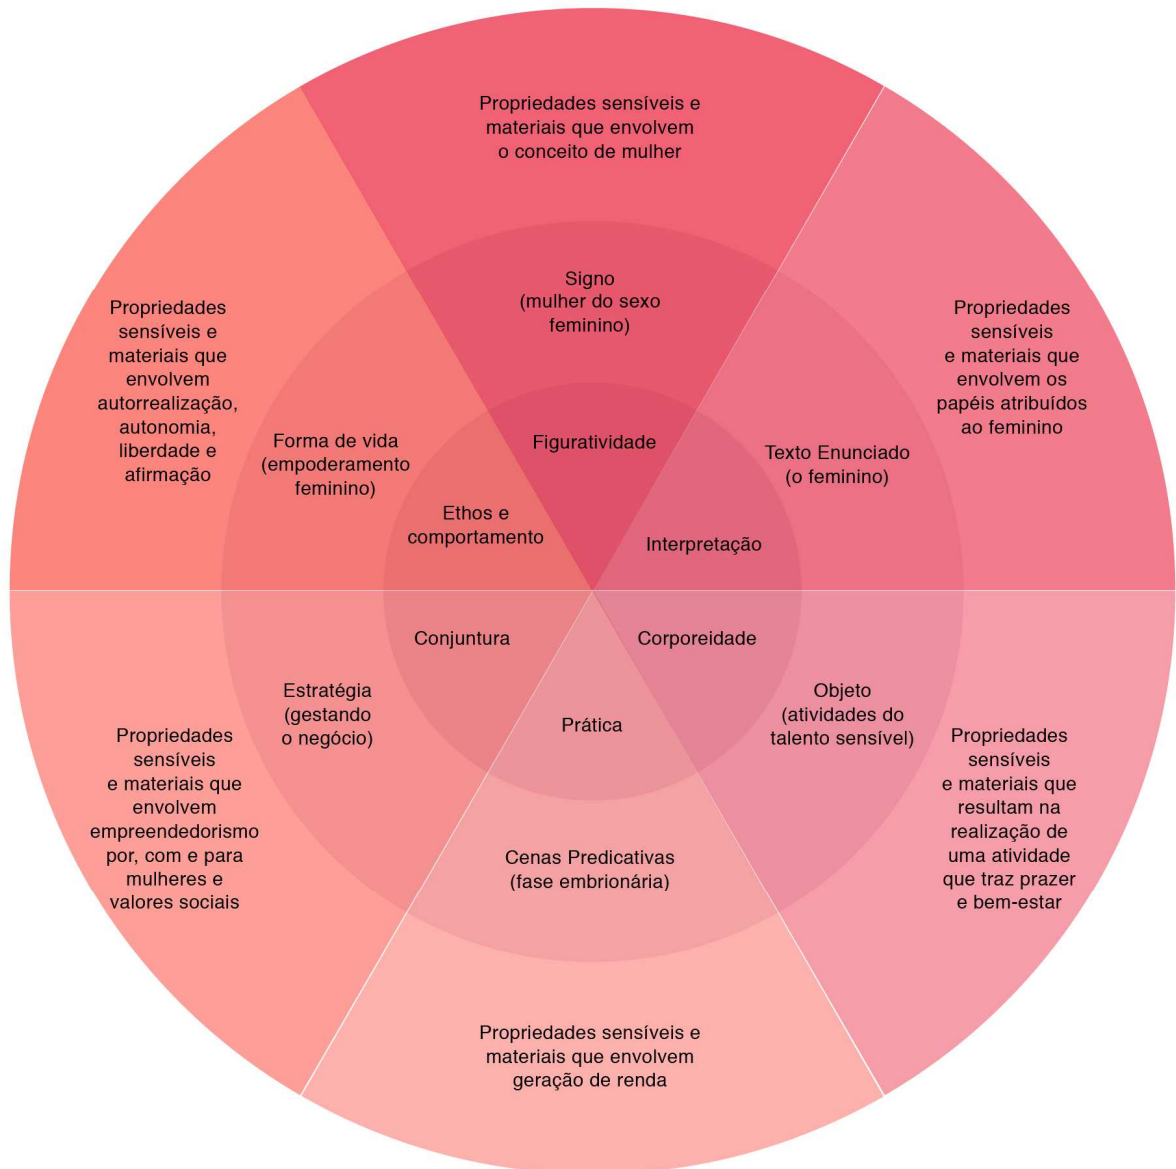 Propriedades sensíveis e
materiais que envolvem
o conceito de mulher
Signo
(mulher do sexo
feminino)
Figuratividade
Propriedades
sensíveis
e materiais que
envolvem os
papéis atribuídos
ao feminino
Texto Enunciado
(o feminino)
Interpretação
Propriedades
sensíveis
e materiais que
resultam na
realização de
uma atividade
que traz prazer
e bem-estar
Objeto
(atividades do
talento sensível)
Corporeidade
Propriedades sensíveis e
materiais que envolvem
geração de renda
Cenas Predicativas
(fase embrionária)
Prática
Propriedades
sensíveis
e materiais que
envolvem
empreendedorismo
por, com e para
mulheres e
valores sociais
Estratégia
(gestando
o negócio)
Conjuntura
Propriedades
sensíveis e
materiais que
envolvem
autorrealização,
autonomia,
liberdade e
afirmação
Forma de vida
(empoderamento
feminino)
Ethos e
comportamento